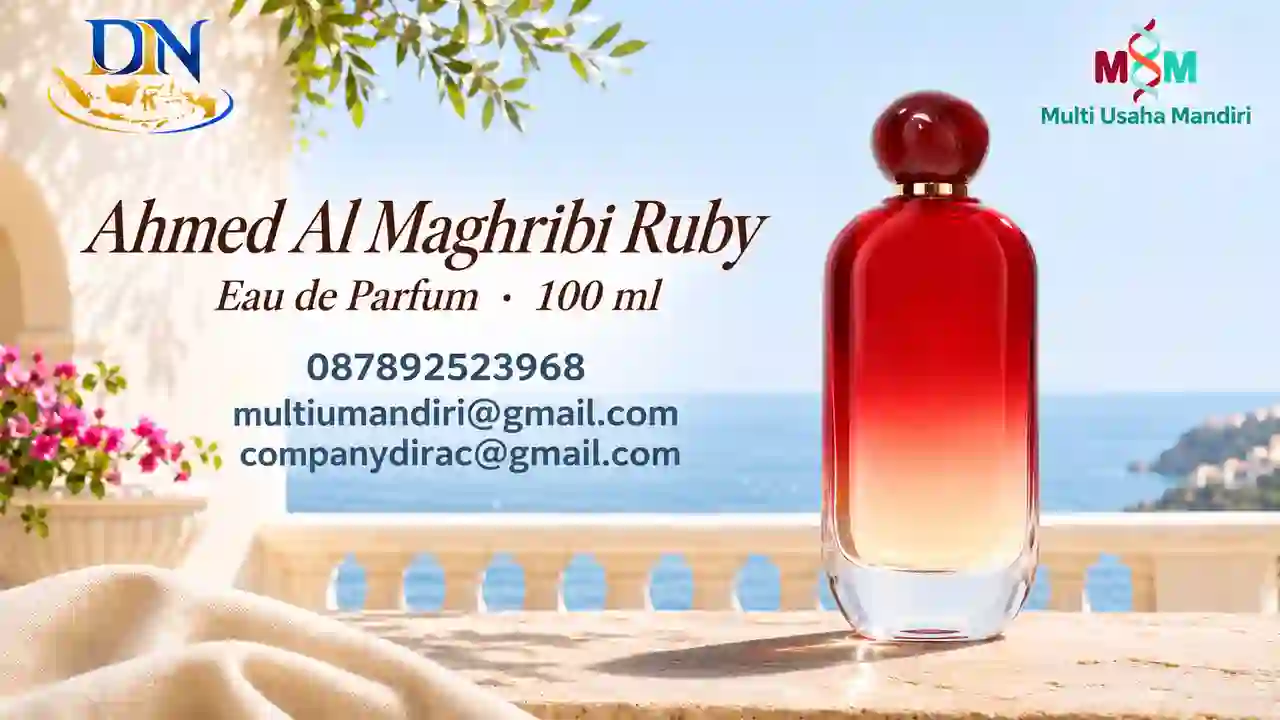 DN
MM
Multi Usaha Mandiri
Ahmed Al Maghribi Ruby
Eau de Parfum · 100 ml
087892523968
multiumandiri@gmail.com
companydirac@gmail.com